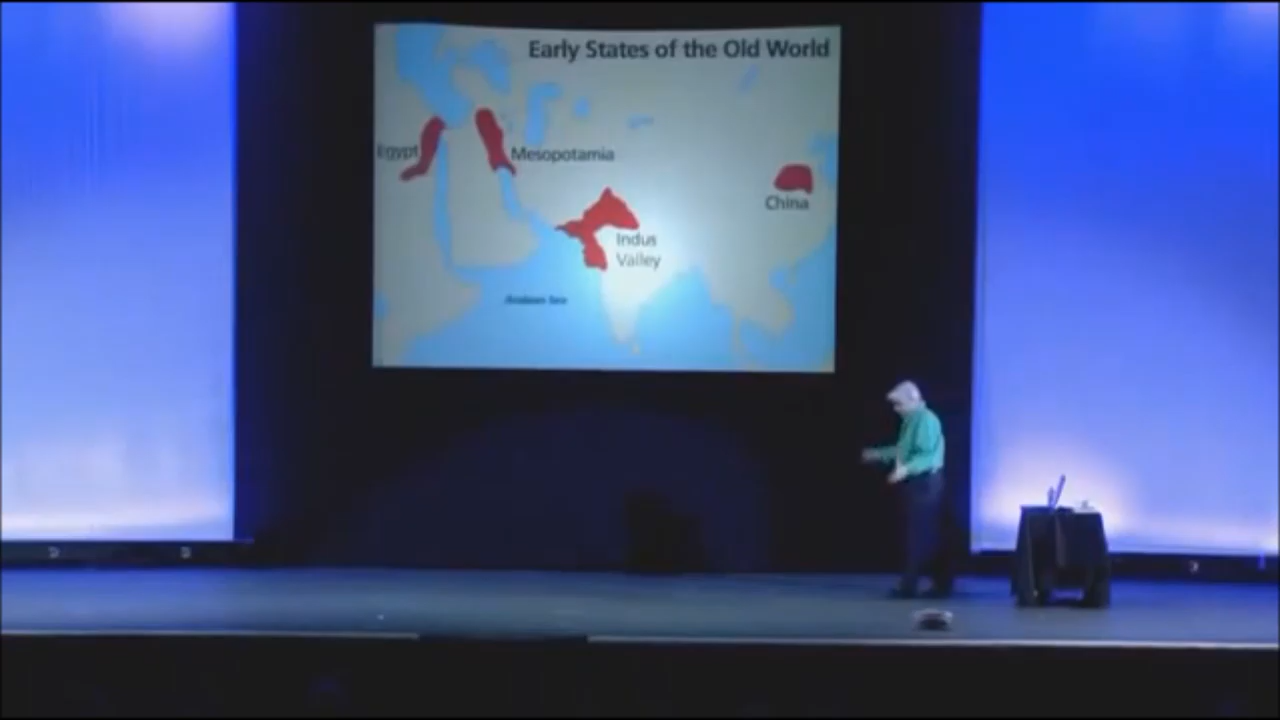 Early States of the Old World
Egypt
Mesopotamia
China
Indus
Valley
Arabian Sea